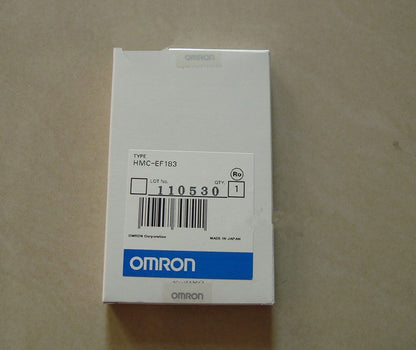 OMRON
TYPE
HMC-EF183
Ro
LOT No. QTY.
110530 1
OMRON Corporation MADE IN JAPAN
OMRON
OMRON